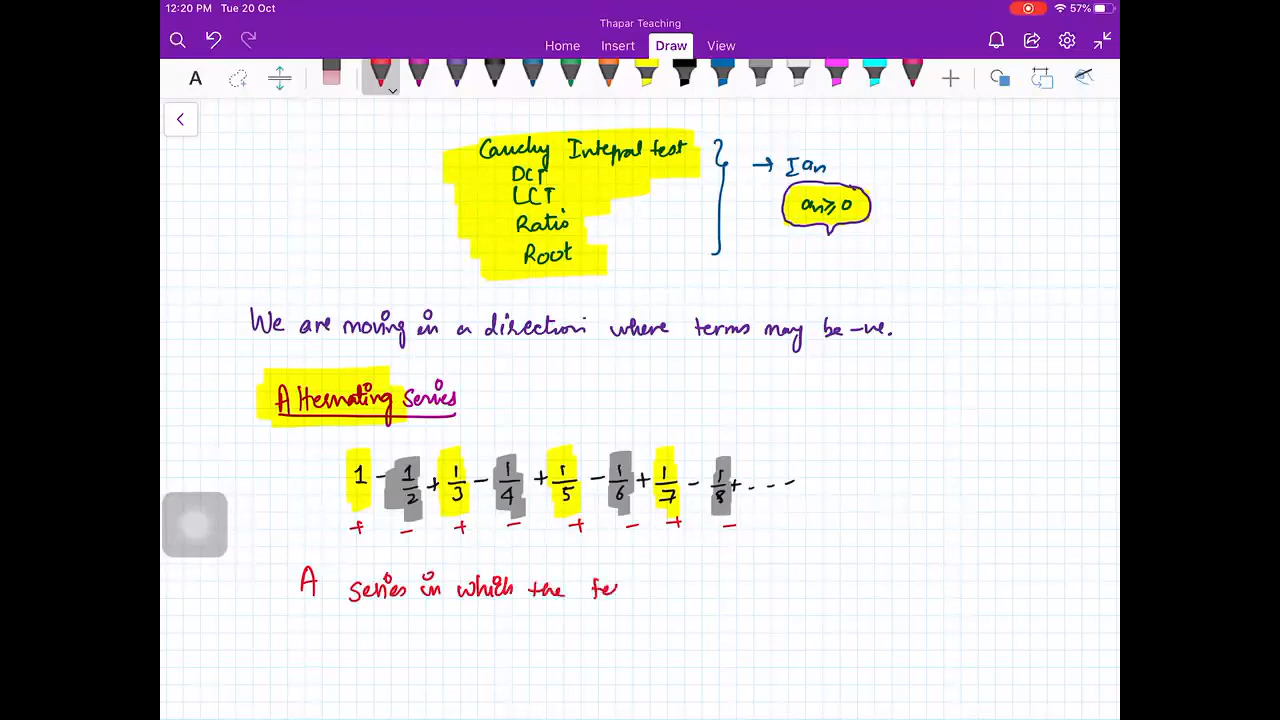 12:20 PM Tue 20 Oct
57%
Thapar Teaching
Home Insert Draw View
A
Cauchy Integral test
DCT
LCT
Ratio
Root
→ Σan
an ≥ 0
We are moving in a direction where terms may be -ve.
Alternating Series
1 - 1/2 + 1/3 - 1/4 + 1/5 - 1/6 + 1/7 - 1/8 + - - -
+ - + - + - + -
A series in which the te